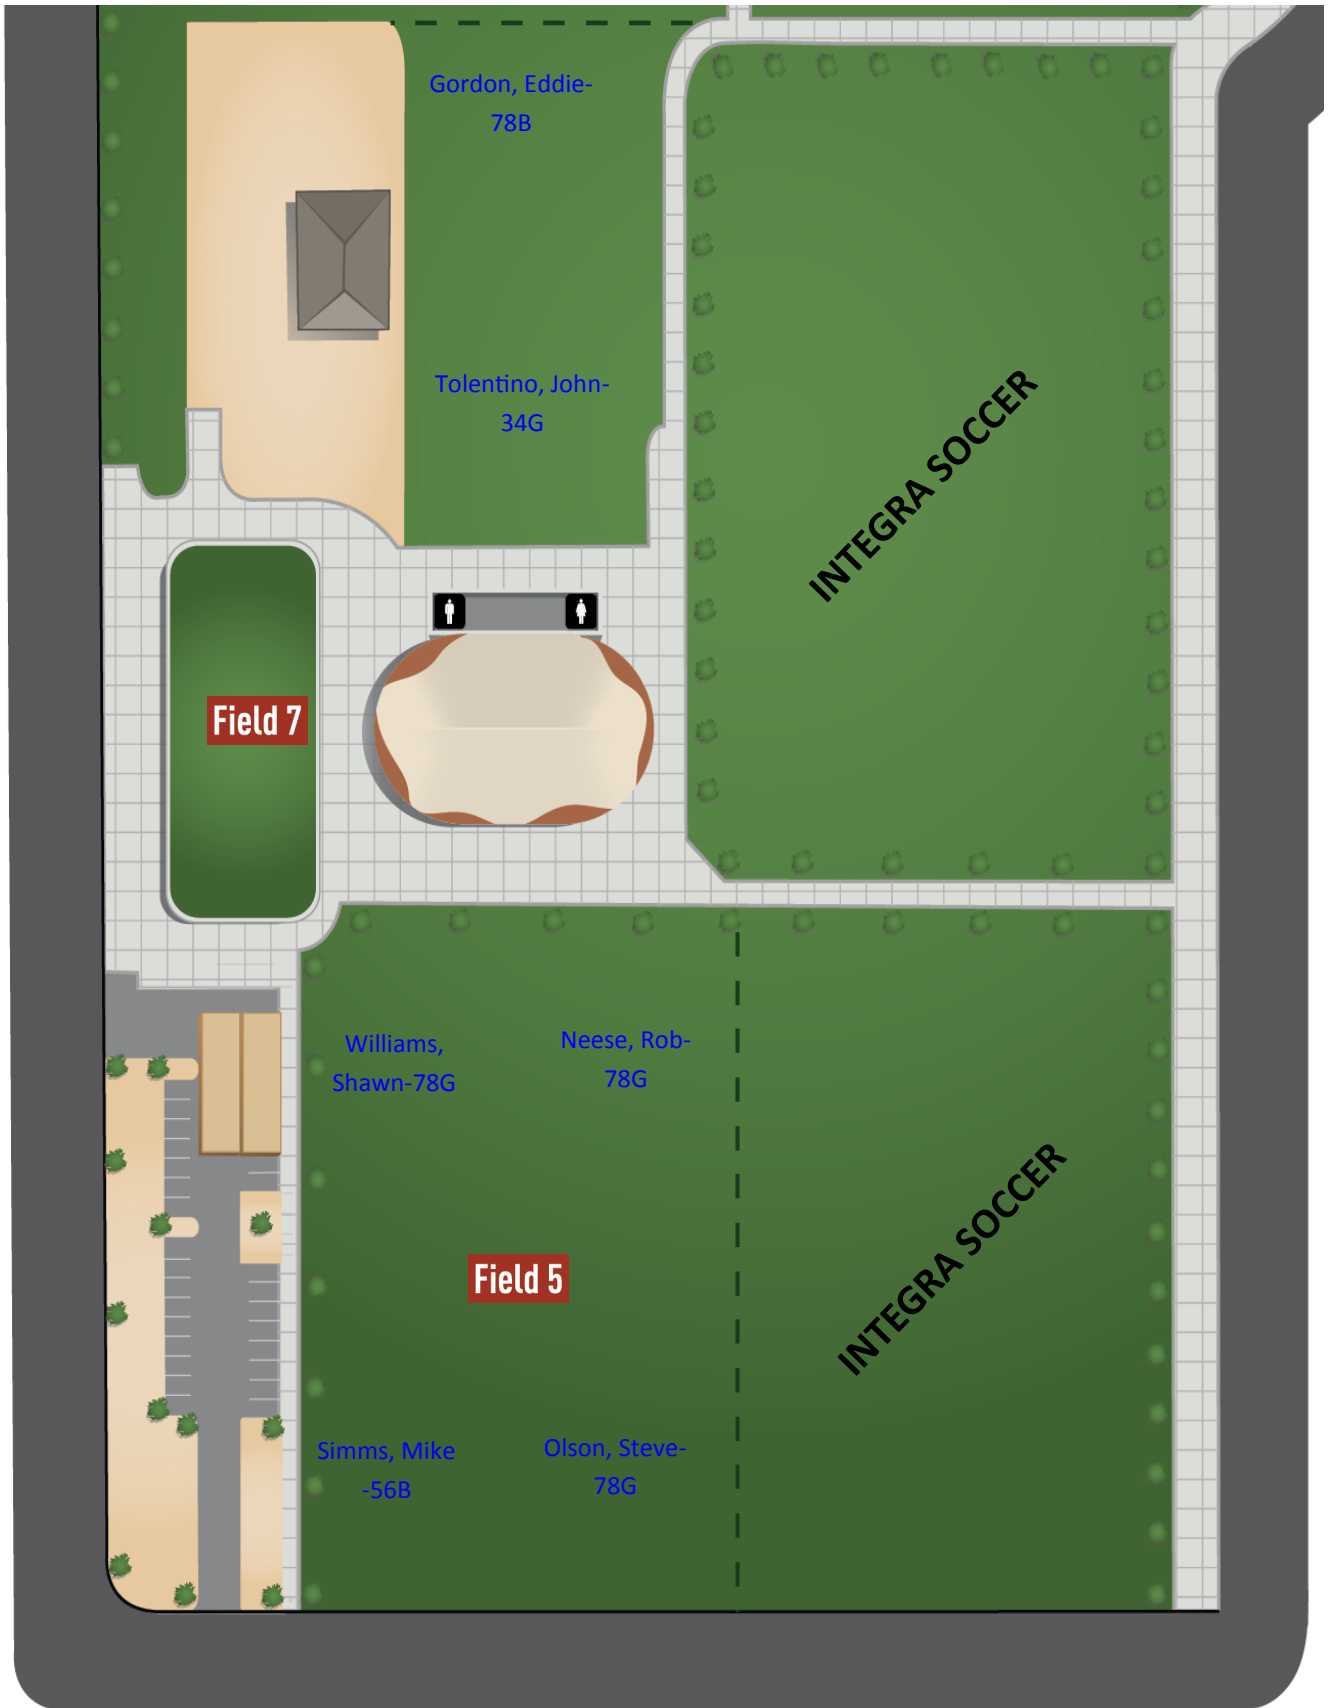 Gordon, Eddie-
78B
Tolentino, John-
34G
INTEGRA SOCCER
Field 7
Williams,
Shawn-78G
Neese, Rob-
78G
Field 5
INTEGRA SOCCER
Simms, Mike
-56B
Olson, Steve-
78G